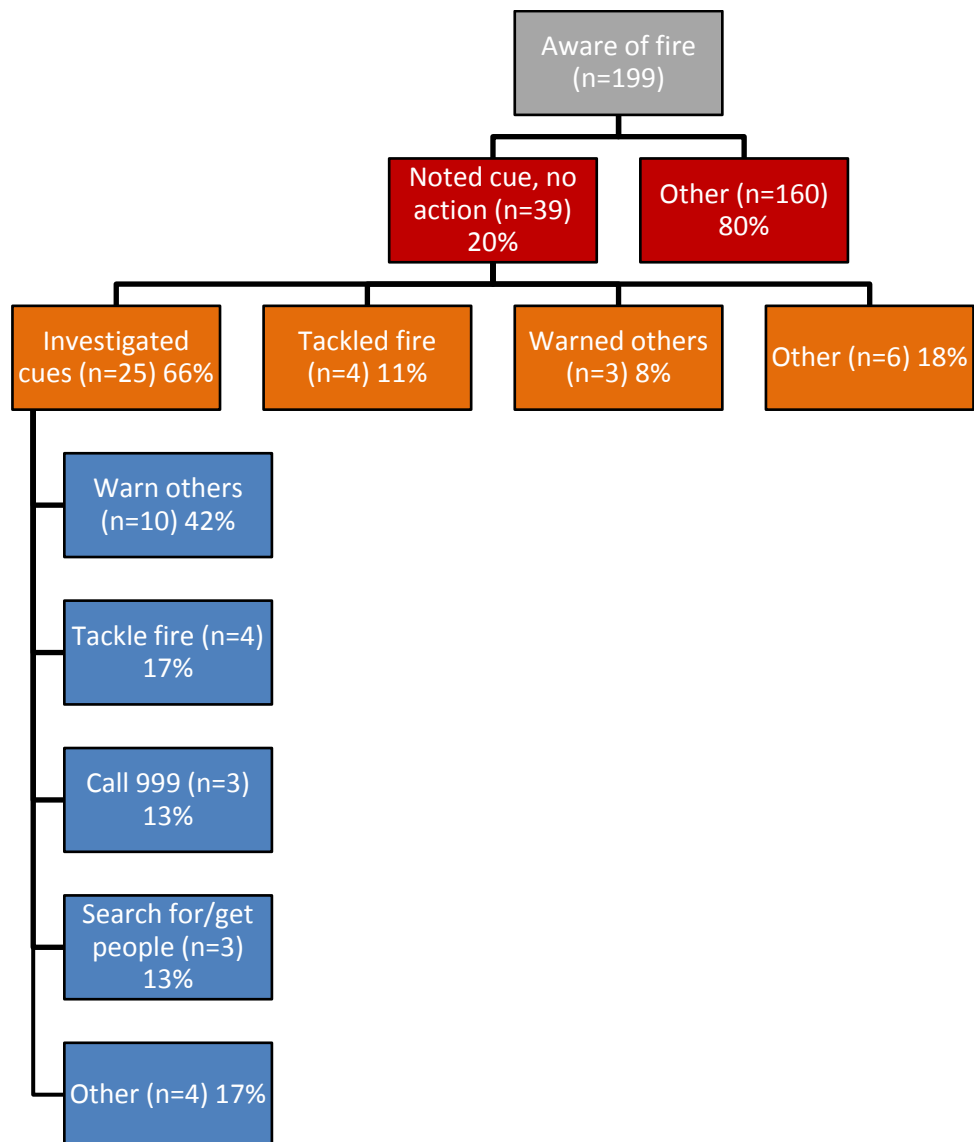 Aware of fire
(n=199)
Noted cue, no
action (n=39)
20%
Other (n=160)
80%
Investigated
cues (n=25) 66%
Tackled fire
(n=4) 11%
Warned others
(n=3) 8%
Other (n=6) 18%
Warn others
(n=10) 42%
Tackle fire (n=4)
17%
Call 999 (n=3)
13%
Search for/get
people (n=3)
13%
Other (n=4) 17%